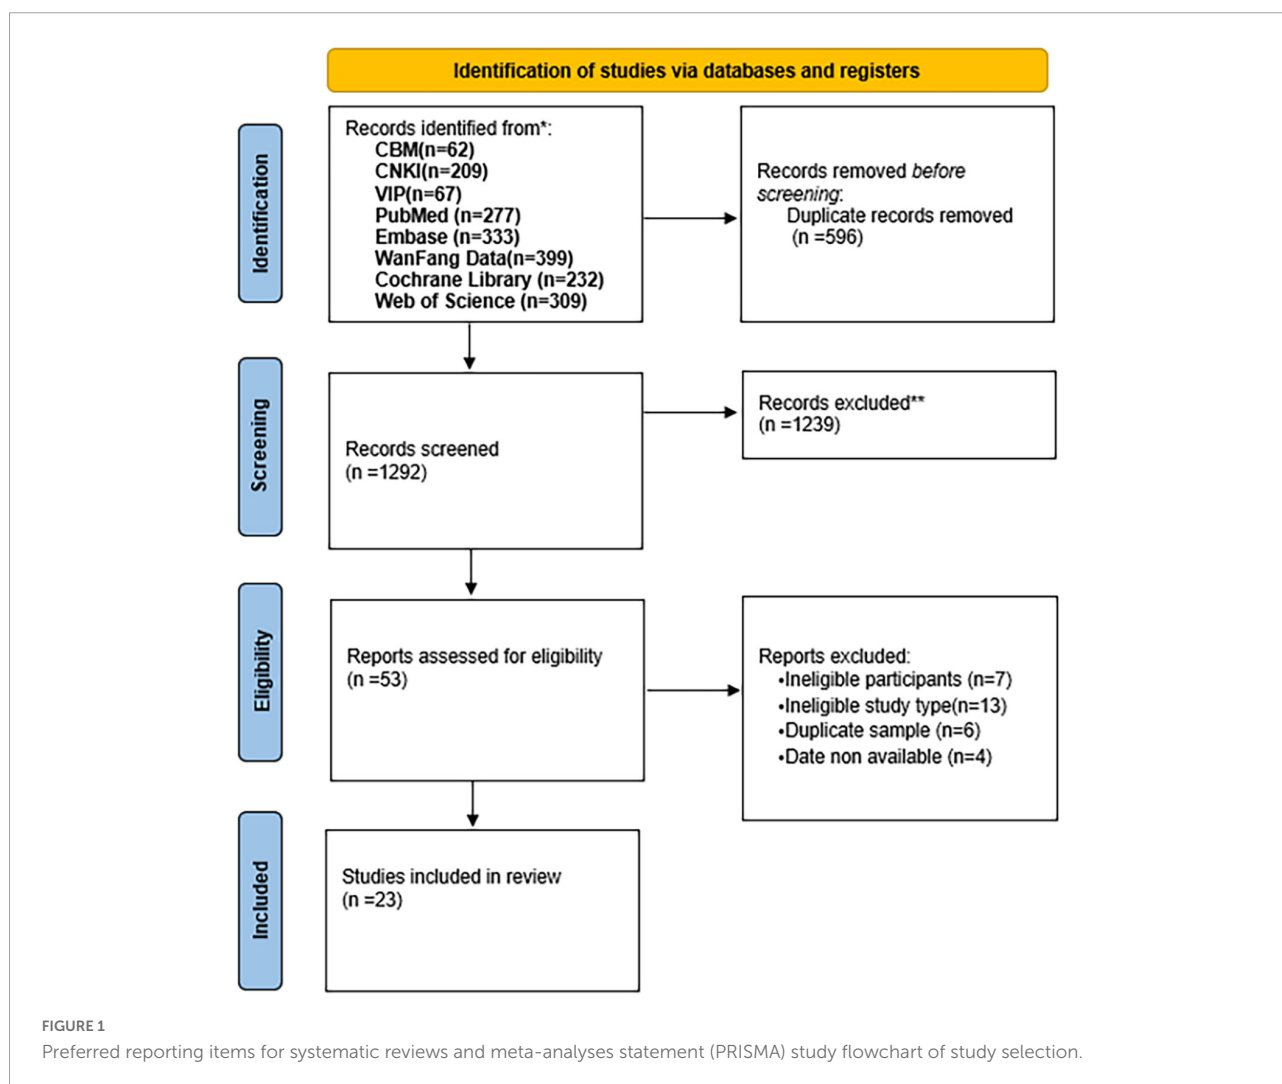 Identification of studies via databases and registers
Identification
Records identified from*:
CBM(n=62)
CNKI(n=209)
VIP(n=67)
PubMed (n=277)
Embase (n=333)
WanFang Data(n=399)
Cochrane Library (n=232)
Web of Science (n=309)
Records removed before
screening:
Duplicate records removed
(n =596)
Screening
Records screened
(n =1292)
Records excluded**
(n =1239)
Eligibility
Reports assessed for eligibility
(n =53)
Reports excluded:
•Ineligible participants (n=7)
•Ineligible study type(n=13)
•Duplicate sample (n=6)
•Date non available (n=4)
Included
Studies included in review
(n =23)
FIGURE 1
Preferred reporting items for systematic reviews and meta-analyses statement (PRISMA) study flowchart of study selection.